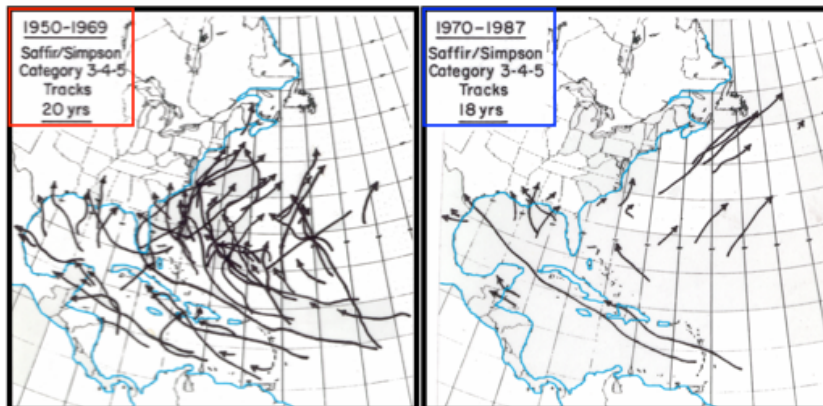 1950-1969
Saffir/Simpson
Category 3-4-5
Tracks
20 yrs
1970-1987
Saffir/Simpson
Category 3-4-5
Tracks
18 yrs